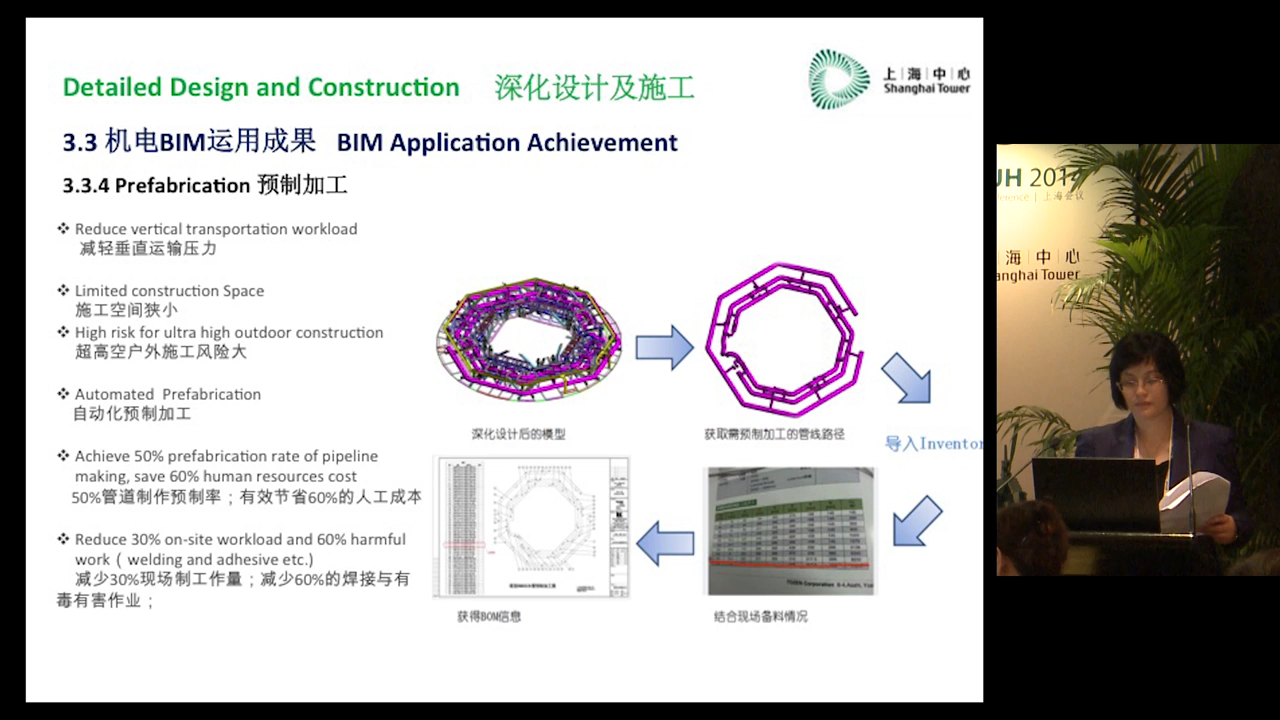 Detailed Design and Construction 深化设计及施工
上|海|中|心
Shanghai Tower
3.3 机电BIM运用成果 BIM Application Achievement
3.3.4 Prefabrication 预制加工
❖ Reduce vertical transportation workload
减轻垂直运输压力
❖ Limited construction Space
施工空间狭小
❖ High risk for ultra high outdoor construction
超高空户外施工风险大
❖ Automated Prefabrication
自动化预制加工
❖ Achieve 50% prefabrication rate of pipeline
making, save 60% human resources cost
50%管道制作预制率；有效节省60%的人工成本
❖ Reduce 30% on-site workload and 60% harmful
work（welding and adhesive etc.)
减少30%现场制工作量；减少60%的焊接与有
毒有害作业；
深化设计后的模型
获取需预制加工的管线路径
导入Inventor
获得BOM信息
结合现场备料情况
UH 2014
上海会议
海|中|心
anghai Tower